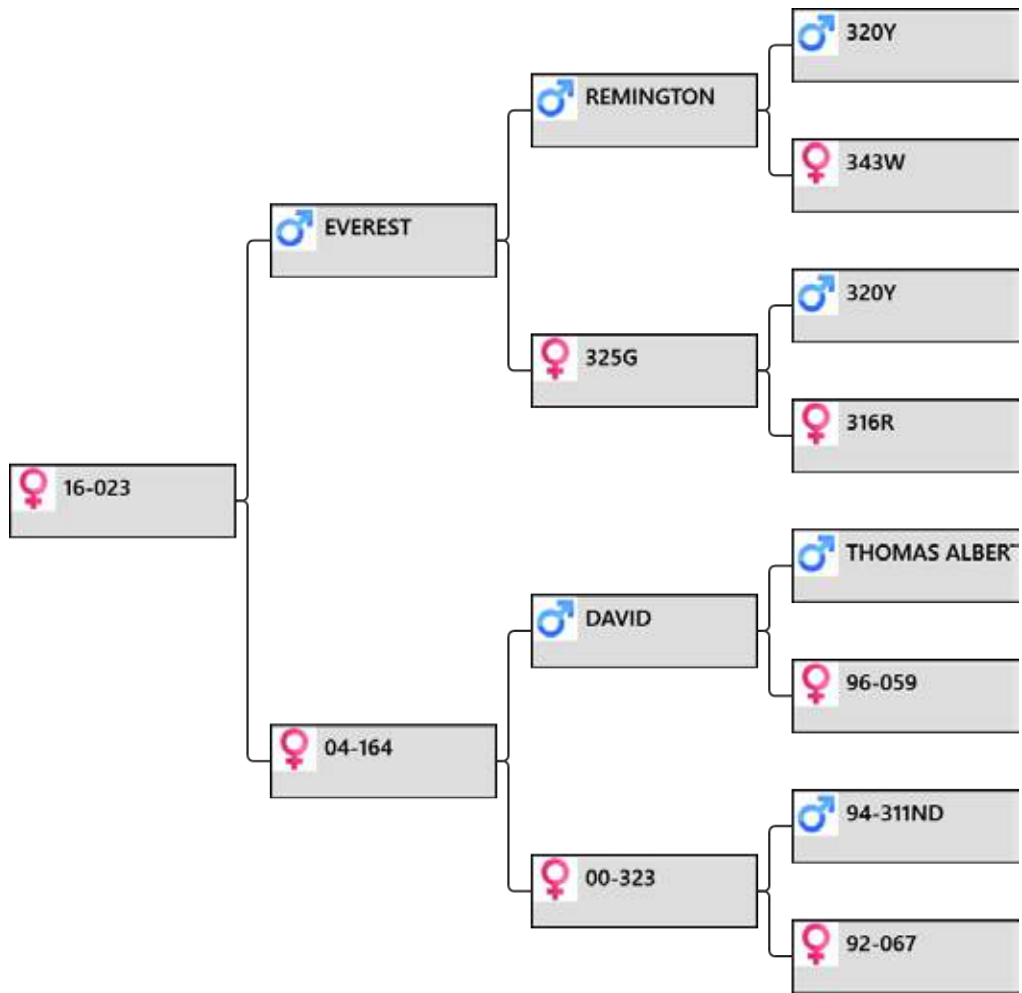 320Y
REMINGTON
343W
EVEREST
320Y
325G
316R
16-023
THOMAS ALBERT
DAVID
96-059
04-164
94-311ND
00-323
92-067